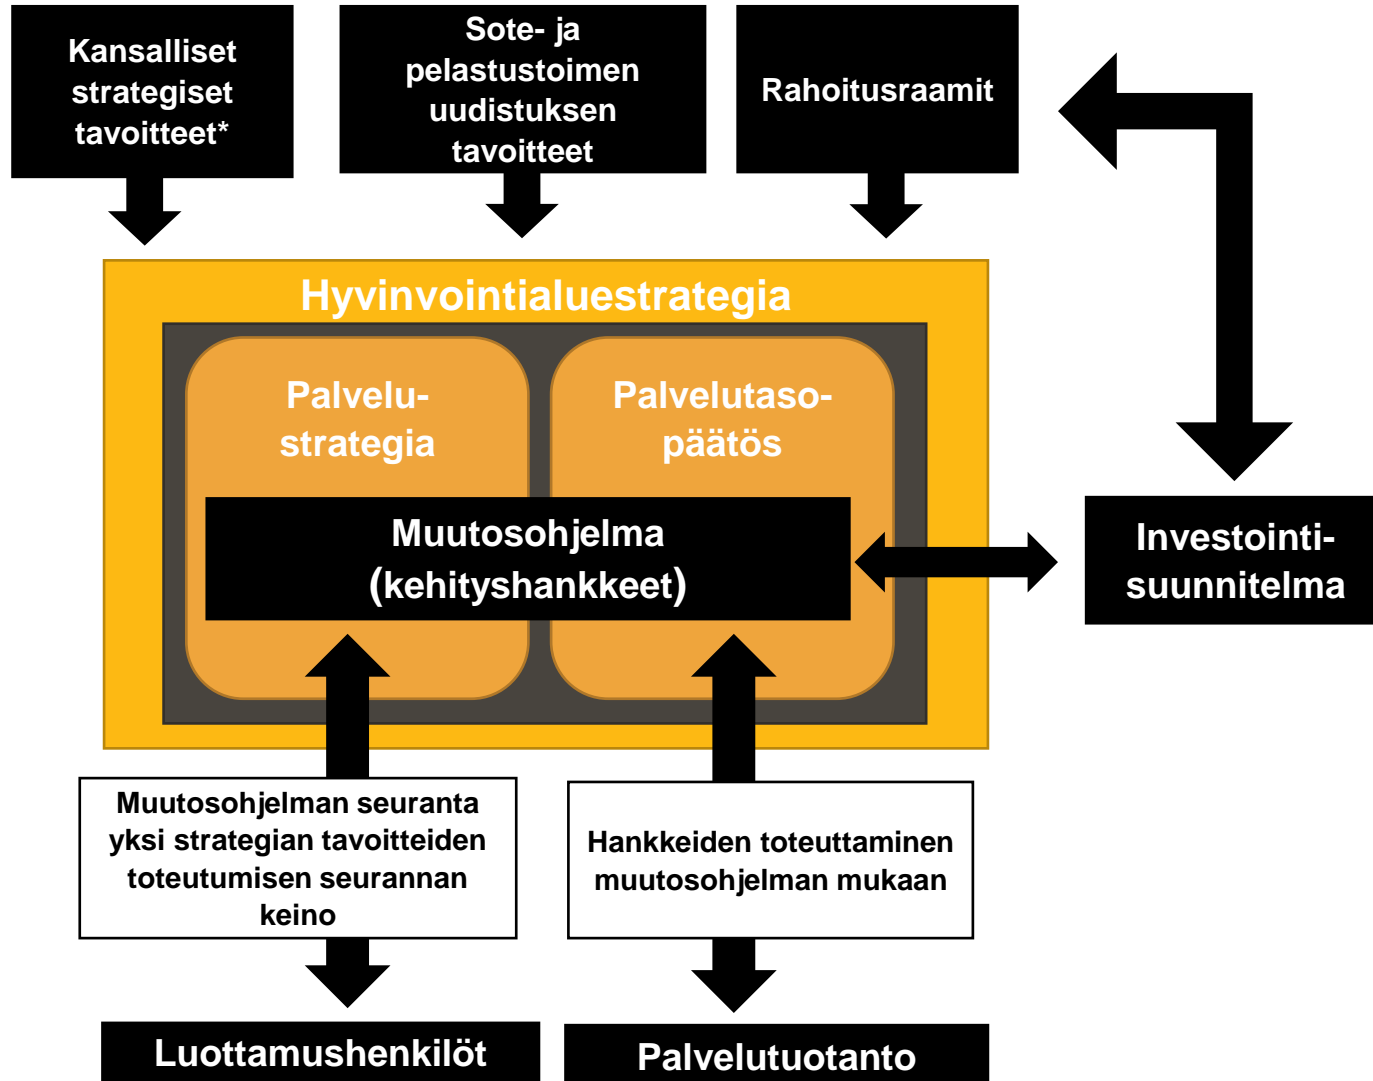 Kansalliset
strategiset
tavoitteet*
Sote- ja
pelastustoimen
uudistuksen
tavoitteet
Rahoitusraamit
Hyvinvointialuestrategia
Palvelu-
strategia
Palvelutaso-
päätös
Muutosohjelma
(kehityshankkeet)
Investointi-
suunnitelma
Muutosohjelman seuranta
yksi strategian tavoitteiden
toteutumisen seurannan
keino
Hankkeiden toteuttaminen
muutosohjelman mukaan
Luottamushenkilöt
Palvelutuotanto